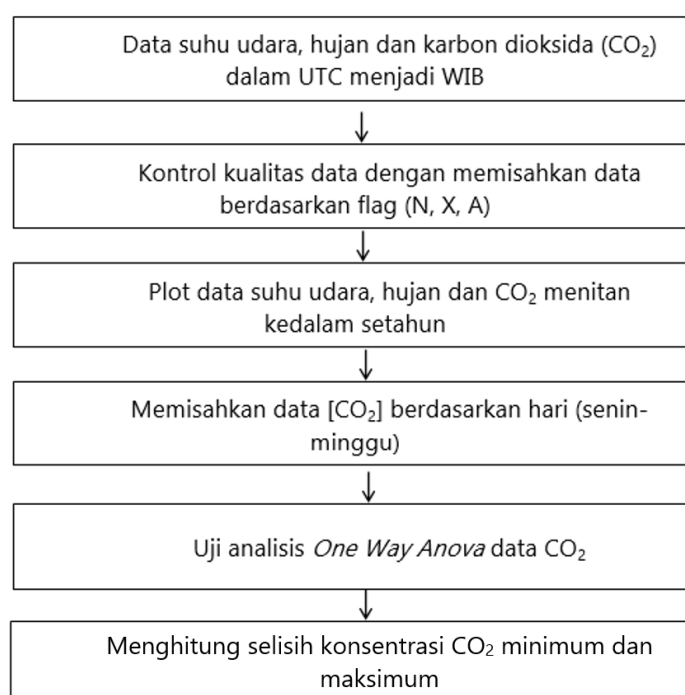 Data suhu udara, hujan dan karbon dioksida (CO₂)
dalam UTC menjadi WIB
Kontrol kualitas data dengan memisahkan data
berdasarkan flag (N, X, A)
Plot data suhu udara, hujan dan CO₂ menitan
kedalam setahun
Memisahkan data [CO₂] berdasarkan hari (senin-
minggu)
Uji analisis One Way Anova data CO₂
Menghitung selisih konsentrasi CO₂ minimum dan
maksimum